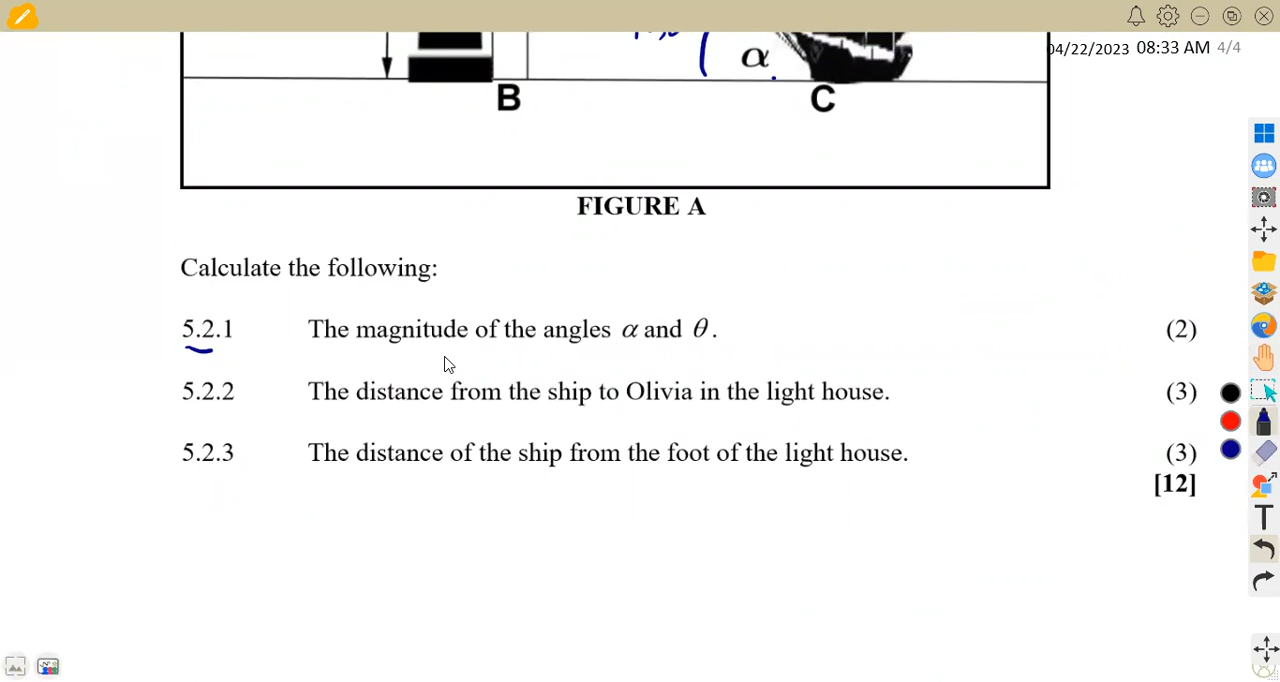 04/22/2023 08:33 AM 4/4
α
B
C
FIGURE A
Calculate the following:
5.2.1 The magnitude of the angles α and θ. (2)
5.2.2 The distance from the ship to Olivia in the light house. (3)
5.2.3 The distance of the ship from the foot of the light house. (3)
[12]
T